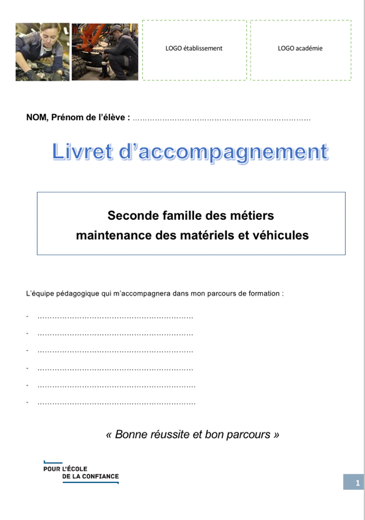 LOGO établissement
LOGO académie
NOM, Prénom de l'élève : ………………………………………………………………
Livret d'accompagnement
Seconde famille des métiers
maintenance des matériels et véhicules
L'équipe pédagogique qui m'accompagnera dans mon parcours de formation :
- ………………………………………………………
- ………………………………………………………
- ………………………………………………………
- ………………………………………………………
- ……………………………………………………….
- ……………………………………………………….
« Bonne réussite et bon parcours »
POUR L'ÉCOLE
DE LA CONFIANCE
1